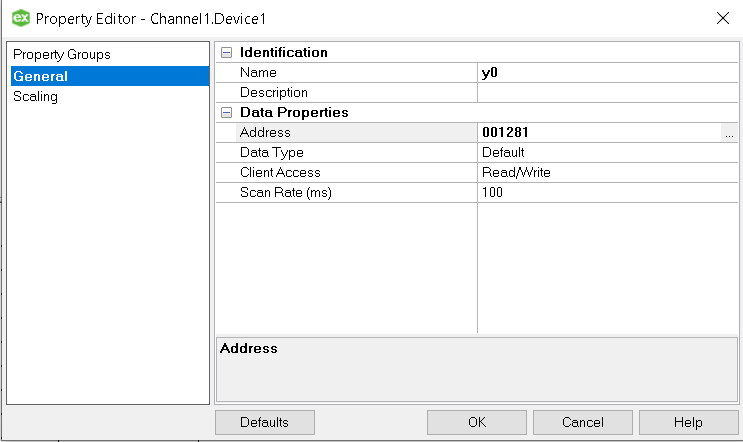 ex Property Editor - Channel1.Device1
Property Groups
General
Scaling
Identification
Name y0
Description
Data Properties
Address 001281 ...
Data Type Default
Client Access Read/Write
Scan Rate (ms) 100
Address
Defaults OK Cancel Help